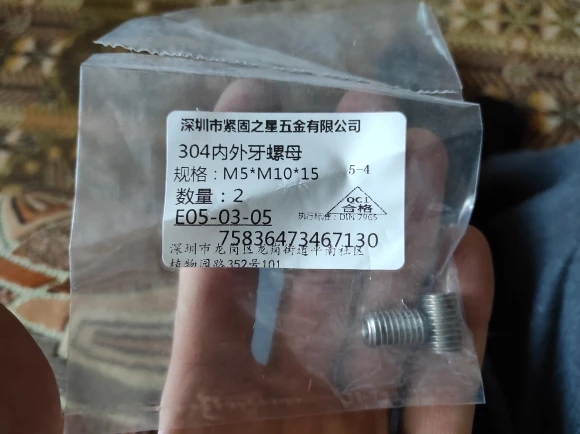 深圳市紧固之星五金有限公司
304内外牙螺母
规格：M5*M10*15
5-4
数量：2
QC1
合格
E05-03-05
执行标准：DIN 7965
75836473467130
深圳市龙岗区龙岗街道平南社区
植物园路352号101